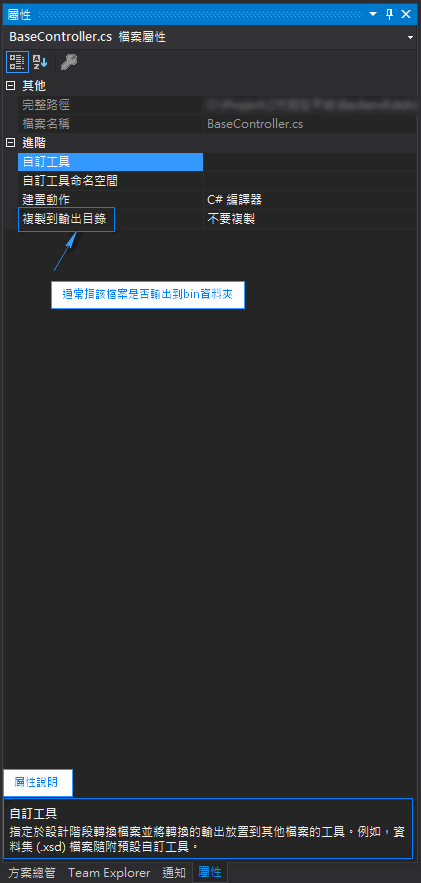 屬性
BaseController.cs 檔案屬性
其他
完整路徑
檔案名稱 BaseController.cs
進階
自訂工具
自訂工具命名空間
建置動作 C# 編譯器
複製到輸出目錄 不要複製
通常指該檔案是否輸出到bin資料夾
屬性說明
自訂工具
指定於設計階段轉換檔案並將轉換的輸出放置到其他檔案的工具。例如，資
料集 (.xsd) 檔案隨附預設自訂工具。
方案總管 Team Explorer 通知 屬性